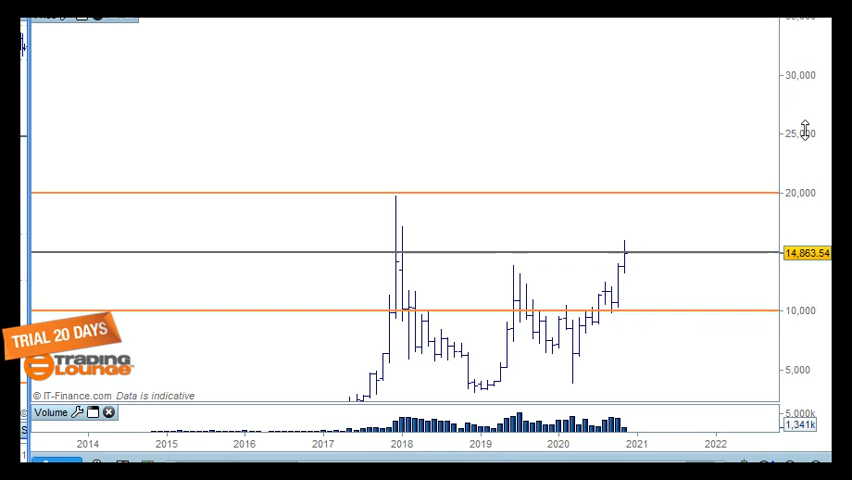 30,000
25,000
20,000
14,863.54
10,000
TRIAL 20 DAYS
TRADING
LOUNGE
5,000
© IT-Finance.com Data is indicative
Volume
5,000k
1,341k
2014 2015 2016 2017 2018 2019 2020 2021 2022